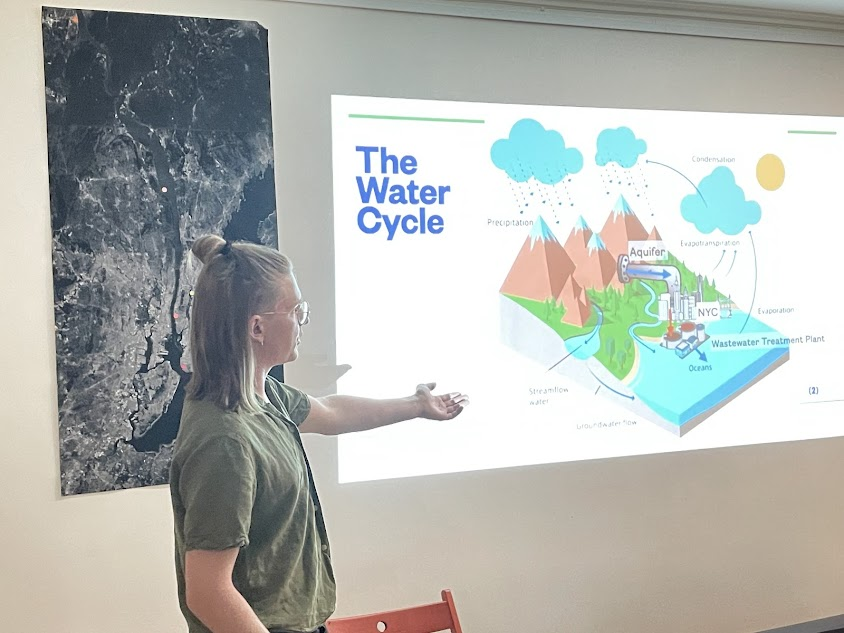 The
Water
Cycle
Condensation
Precipitation
Evapotranspiration
Aquifer
NYC
Evaporation
Wastewater Treatment Plant
Oceans
Streamflow
water
Groundwater flow
(2)